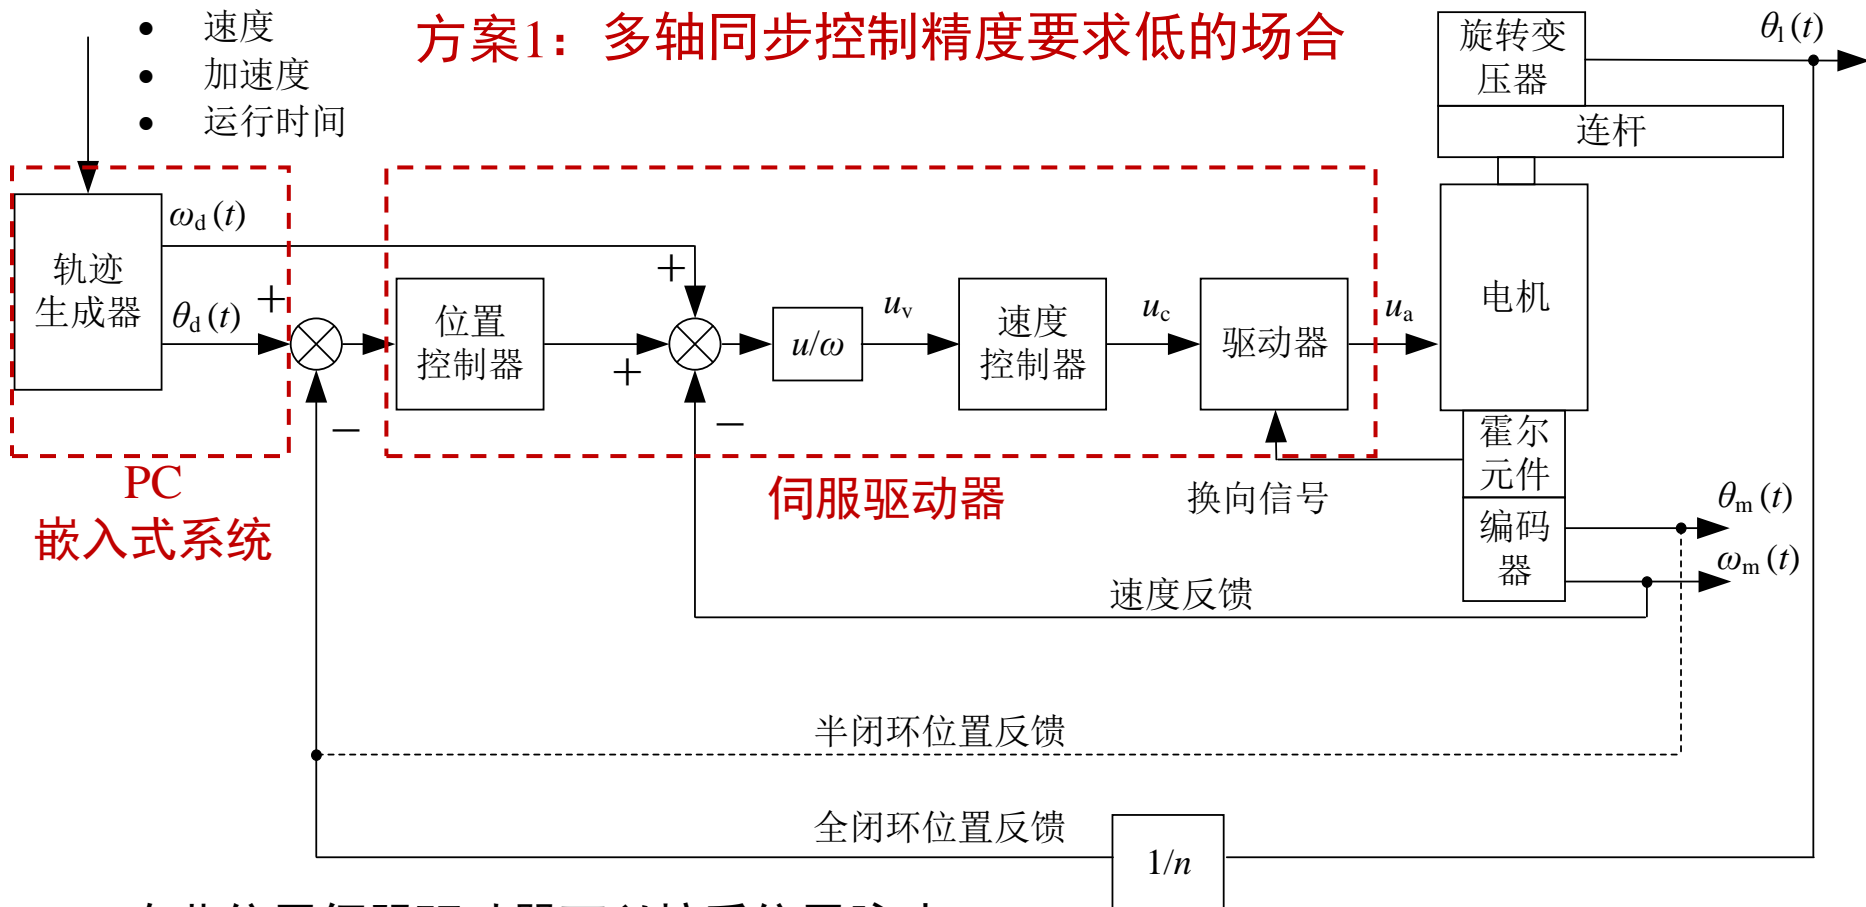 • 速度
• 加速度
• 运行时间
方案1：多轴同步控制精度要求低的场合
旋转变
压器
θl (t)
连杆
轨迹
生成器
ωd (t)
θd (t)
+
−
位置
控制器
+
+
−
u/ω
uv
速度
控制器
uc
驱动器
ua
电机
霍尔
元件
编码
器
θm (t)
ωm (t)
PC
嵌入式系统
伺服驱动器
换向信号
速度反馈
半闭环位置反馈
全闭环位置反馈
1/n